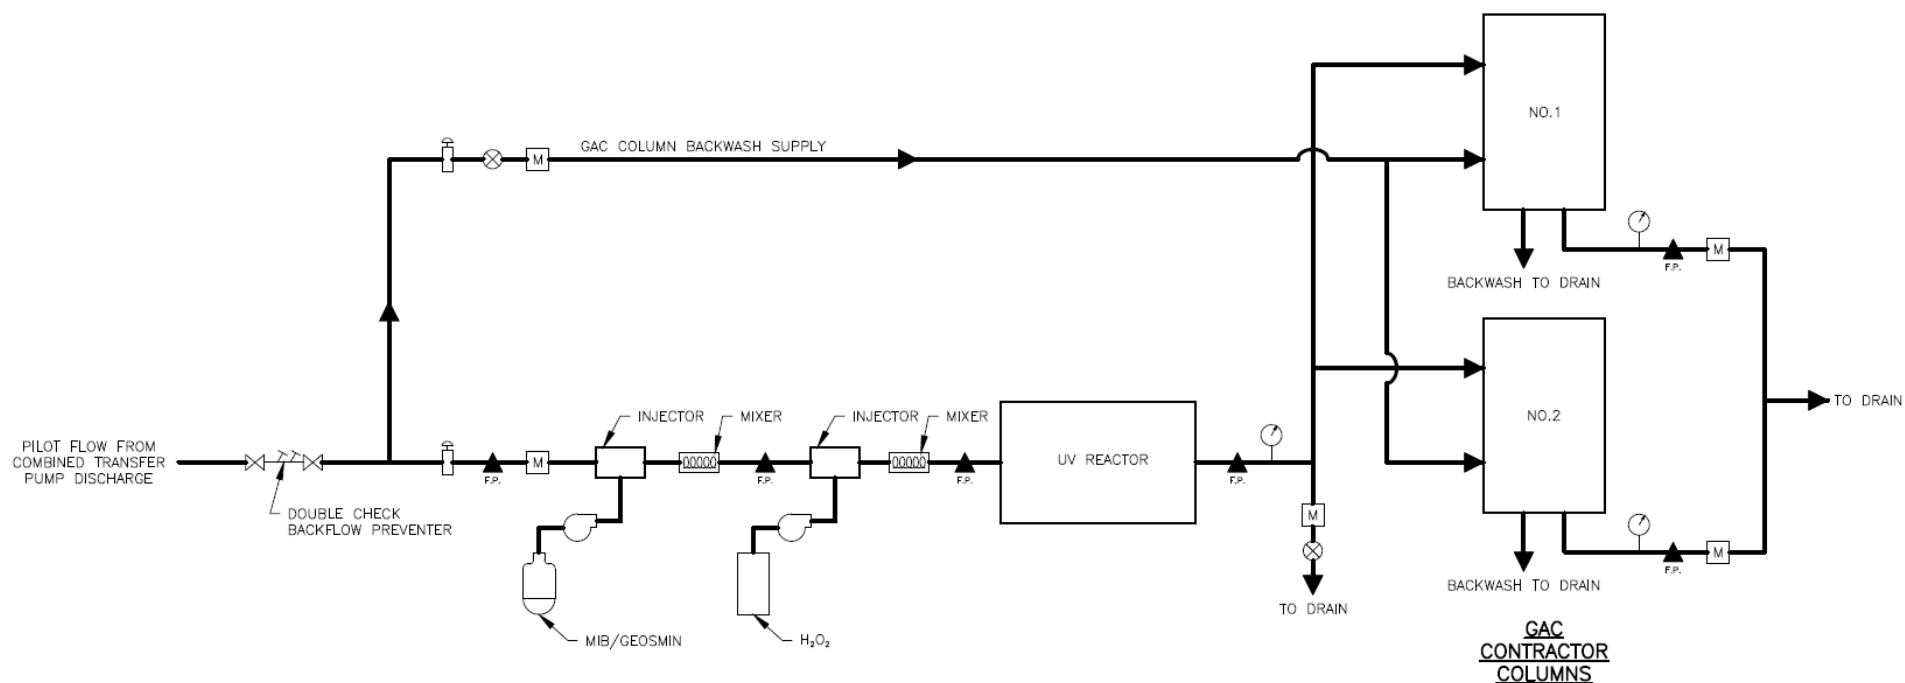 NO.1
GAC COLUMN BACKWASH SUPPLY
M
M
F.P.
BACKWASH TO DRAIN
INJECTOR
MIXER
INJECTOR
MIXER
NO.2
TO DRAIN
PILOT FLOW FROM
COMBINED TRANSFER
PUMP DISCHARGE
M
UV REACTOR
F.P.
F.P.
F.P.
F.P.
DOUBLE CHECK
BACKFLOW PREVENTER
M
M
F.P.
BACKWASH TO DRAIN
TO DRAIN
MIB/GEOSMIN
H₂O₂
GAC
CONTRACTOR
COLUMNS